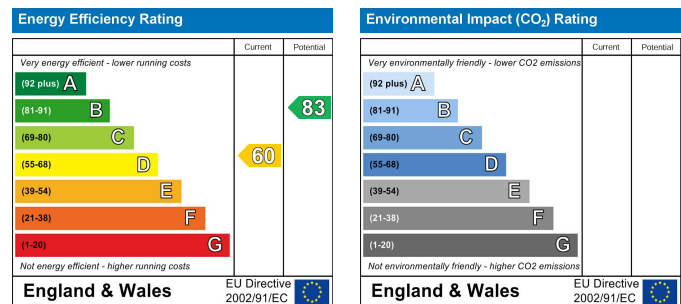 Energy Efficiency Rating
Current Potential
Very energy efficient - lower running costs
(92 plus) A
(81-91) B
83
(69-80) C
(55-68) D
60
(39-54) E
(21-38) F
(1-20) G
Not energy efficient - higher running costs
England & Wales
EU Directive
2002/91/EC
Environmental Impact (CO2) Rating
Current Potential
Very environmentally friendly - lower CO2 emissions
(92 plus) A
(81-91) B
(69-80) C
(55-68) D
(39-54) E
(21-38) F
(1-20) G
Not environmentally friendly - higher CO2 emissions
England & Wales
EU Directive
2002/91/EC